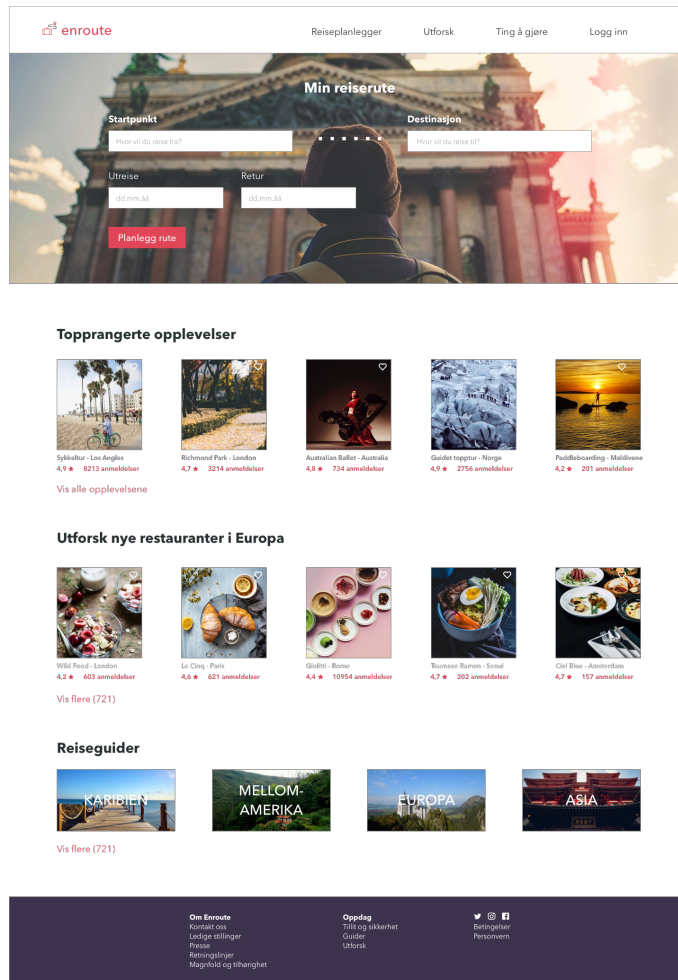 enroute
Reiseplanlegger Utforsk Ting å gjøre Logg inn
Min reiserute
Startpunkt Destinasjon
Hvor vil du reise fra? Hvor vil du reise til?
Utreise Retur
dd.mm.åå dd.mm.åå
Planlegg rute
Topprangerte opplevelser
Sykkeltur - Los Angles Richmond Park - London Australian Ballet - Australia Guidet topptur - Norge Paddleboarding - Maldivene
4,9 ★ 8213 anmeldelser 4,7 ★ 3214 anmeldelser 4,8 ★ 734 anmeldelser 4,9 ★ 2756 anmeldelser 4,2 ★ 201 anmeldelser
Vis alle opplevelsene
Utforsk nye restauranter i Europa
Wild Food - London Le Cinq - Paris Giolitti - Rome Toumsae Ramen - Seoul Ciel Blue - Amsterdam
4,2 ★ 603 anmeldelser 4,6 ★ 621 anmeldelser 4,4 ★ 10954 anmeldelser 4,7 ★ 202 anmeldelser 4,7 ★ 157 anmeldelser
Vis flere (721)
Reiseguider
KARIBIEN MELLOM-
AMERIKA EUROPA ASIA
Vis flere (721)
Om Enroute Oppdag
Kontakt oss Tillit og sikkerhet Betingelser
Ledige stillinger Guider Personvern
Presse Utforsk
Retningslinjer
Magnfold og tilhørighet